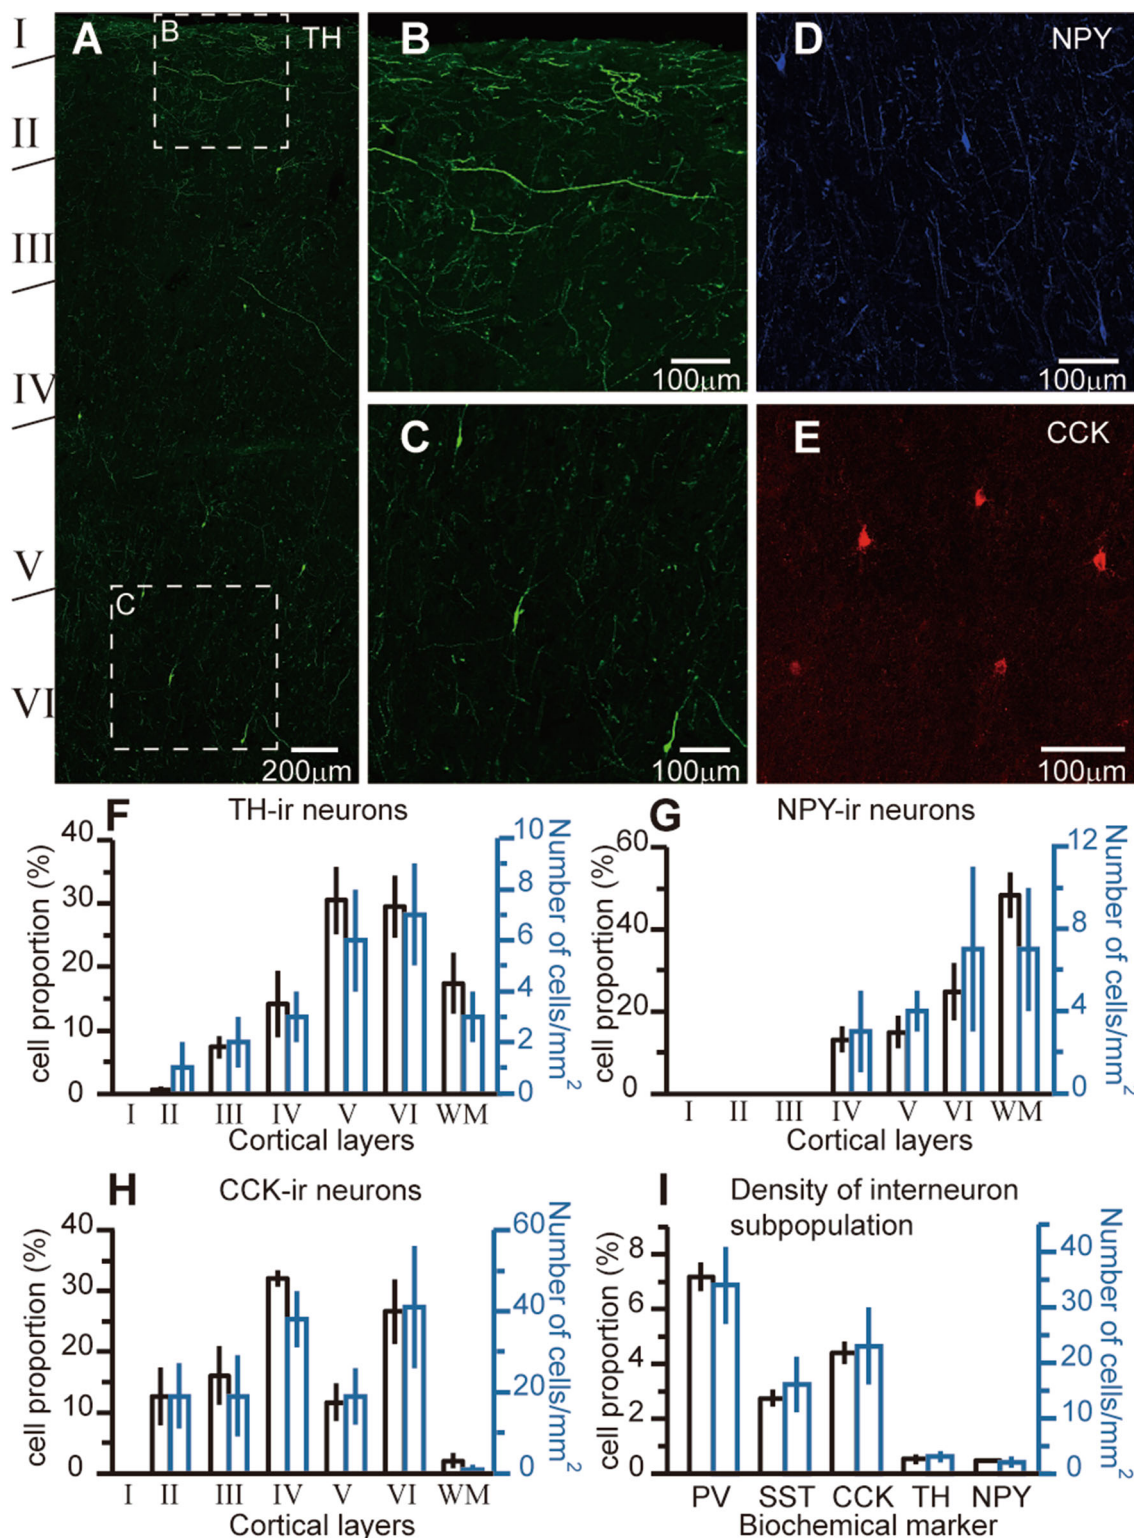 I
II
III
IV
V
VI
A
B
TH
C
200µm
B
100µm
C
100µm
D
NPY
100µm
E
CCK
100µm
F
TH-ir neurons
cell proportion (%)
40
30
20
10
0
Number of cells/mm²
10
8
6
4
2
0
I II III IV V VI WM
Cortical layers
G
NPY-ir neurons
cell proportion (%)
60
40
20
0
Number of cells/mm²
12
8
4
0
I II III IV V VI WM
Cortical layers
H
CCK-ir neurons
cell proportion (%)
40
30
20
10
0
Number of cells/mm²
60
40
20
0
I II III IV V VI WM
Cortical layers
I
Density of interneuron
subpopulation
cell proportion (%)
8
6
4
2
0
Number of cells/mm²
40
30
20
10
0
PV SST CCK TH NPY
Biochemical marker